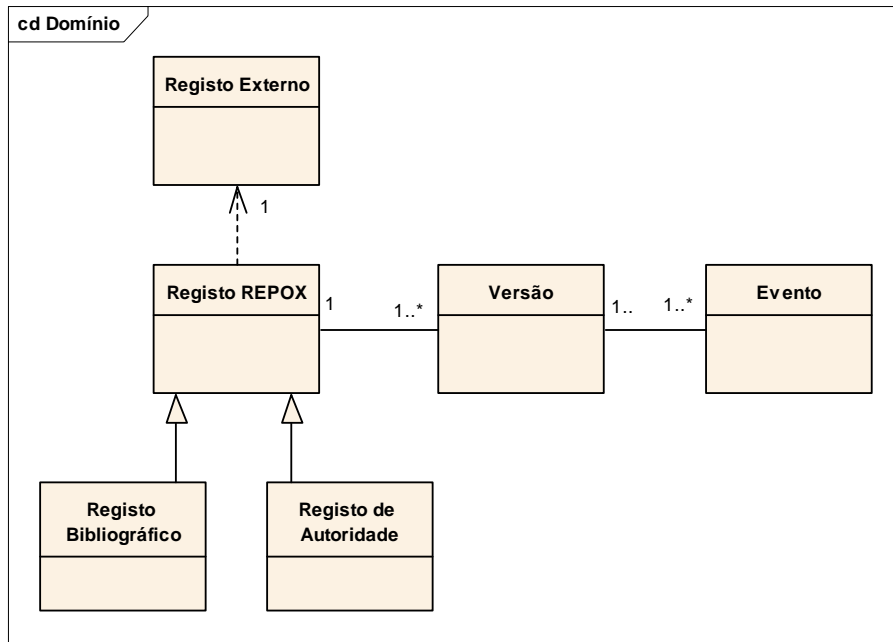 cd Domínio
Registo Externo
1
Registo REPOX
1
1..*
Versão
1..
1..*
Evento
Registo
Bibliográfico
Registo de
Autoridade